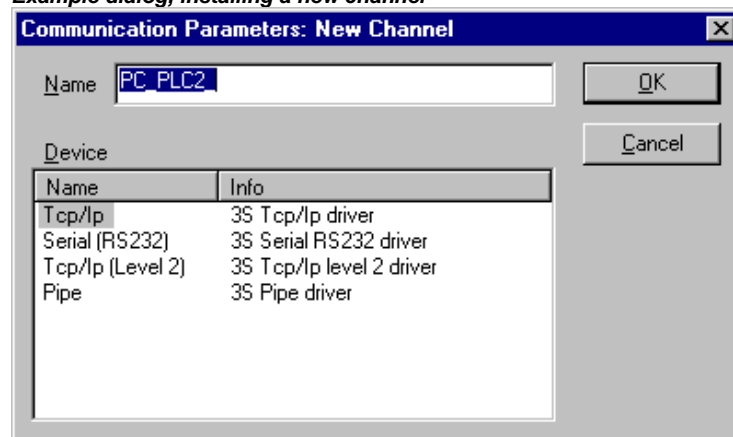 Example dialog, installing a new channel
Communication Parameters: New Channel
Name PC_PLC2_ OK
Cancel
Device
Name Info
Tcp/Ip 3S Tcp/Ip driver
Serial (RS232) 3S Serial RS232 driver
Tcp/Ip (Level 2) 3S Tcp/Ip level 2 driver
Pipe 3S Pipe driver